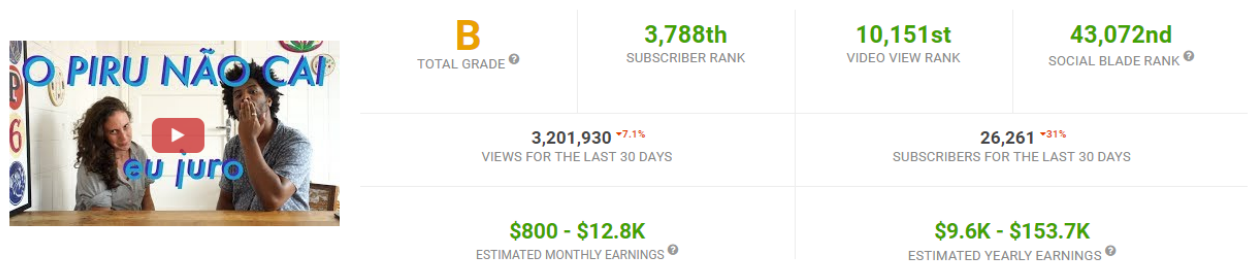 O PIRU NÃO CAI
eu juro
P
6
B
TOTAL GRADE
3,788th
SUBSCRIBER RANK
10,151st
VIDEO VIEW RANK
43,072nd
SOCIAL BLADE RANK
3,201,930 7.1%
VIEWS FOR THE LAST 30 DAYS
26,261 31%
SUBSCRIBERS FOR THE LAST 30 DAYS
$800 - $12.8K
ESTIMATED MONTHLY EARNINGS
$9.6K - $153.7K
ESTIMATED YEARLY EARNINGS